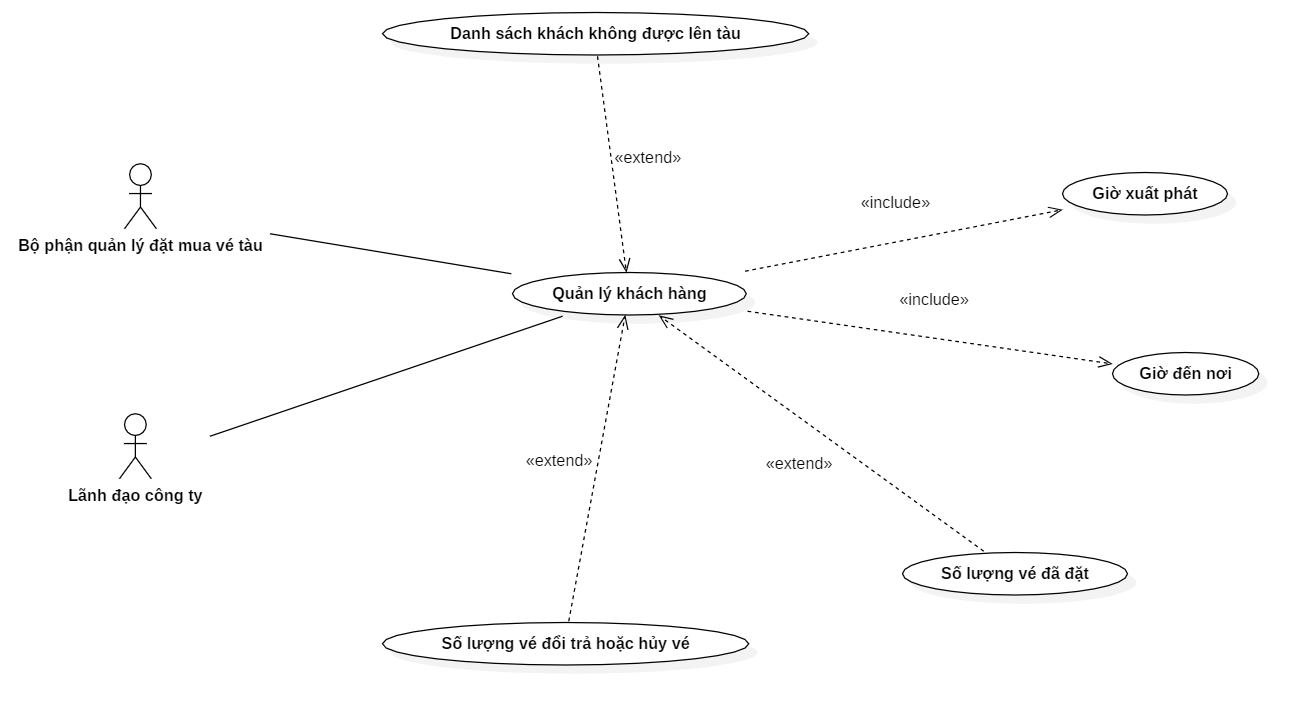 Danh sách khách không được lên tàu
«extend»
Giờ xuất phát
«include»
Bộ phận quản lý đặt mua vé tàu
Quản lý khách hàng
«include»
Giờ đến nơi
«extend»
«extend»
Lãnh đạo công ty
Số lượng vé đã đặt
Số lượng vé đổi trả hoặc hủy vé